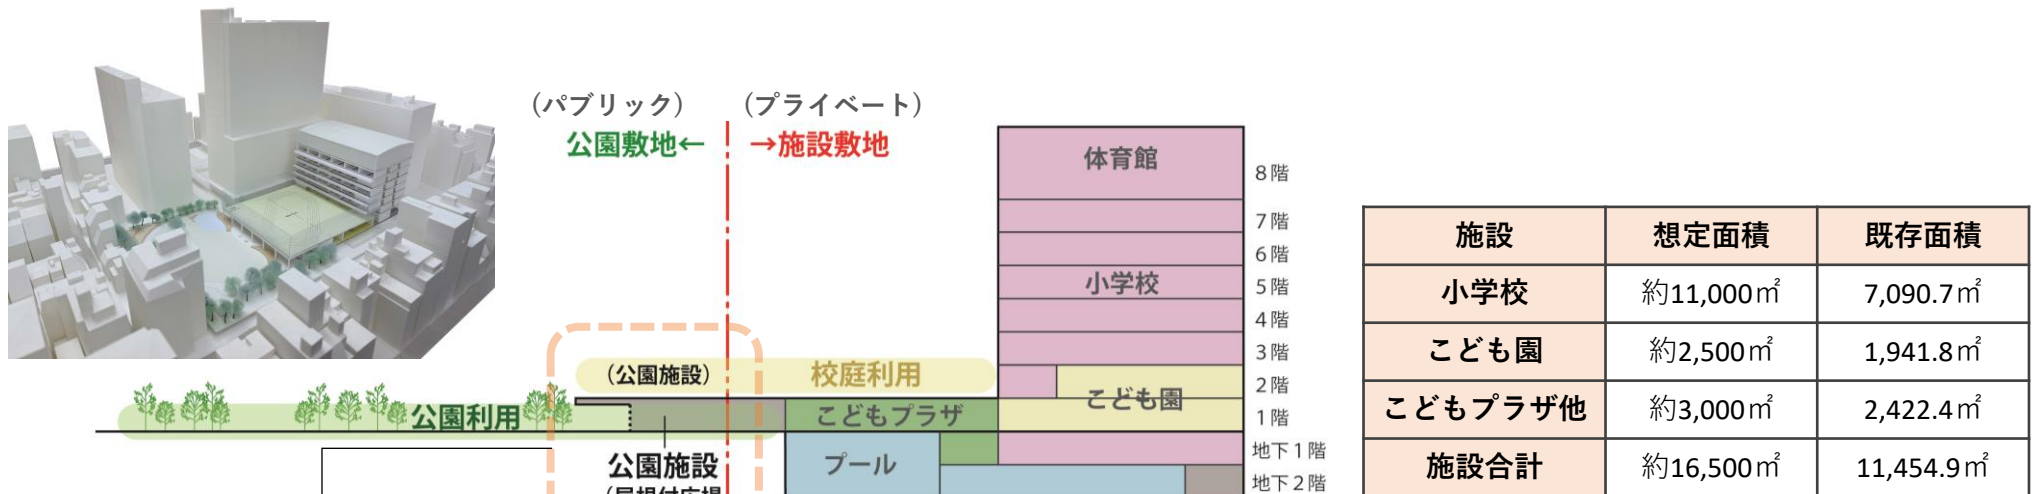 （パブリック）
（プライベート）
公園敷地←
→施設敷地
体育館
8階
7階
6階
小学校
5階
4階
3階
（公園施設）
校庭利用
2階
こども園
公園利用
こどもプラザ
1階
公園施設
プール
地下1階
地下2階
施設 想定面積 既存面積
小学校 約11,000㎡ 7,090.7㎡
こども園 約2,500㎡ 1,941.8㎡
こどもプラザ他 約3,000㎡ 2,422.4㎡
施設合計 約16,500㎡ 11,454.9㎡